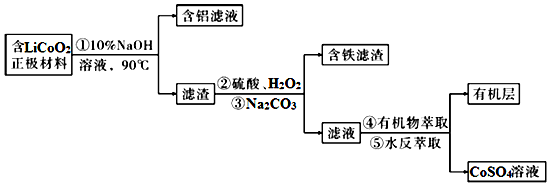 含LiCoO₂
正极材料
①10%NaOH
溶液，90℃
含铝滤液
滤渣
②硫酸、H₂O₂
③Na₂CO₃
含铁滤渣
滤液
④有机物萃取
⑤水反萃取
有机层
CoSO₄溶液